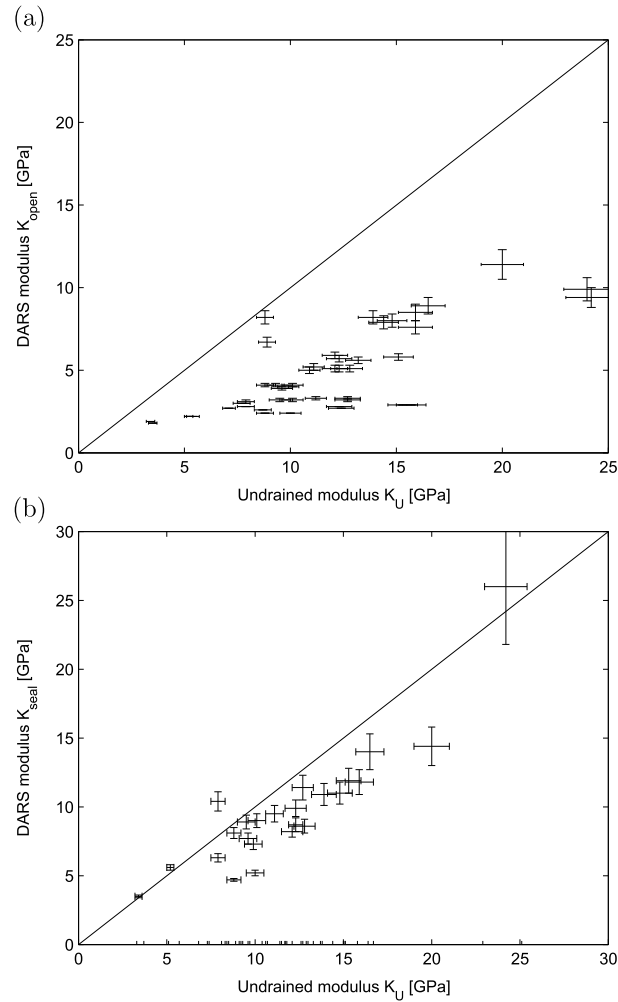 (a)
25
20
15
10
5
0
DARS modulus K_open [GPa]
0 5 10 15 20 25
Undrained modulus K_U [GPa]
(b)
30
25
20
15
10
5
0
DARS modulus K_seal [GPa]
0 5 10 15 20 25 30
Undrained modulus K_U [GPa]